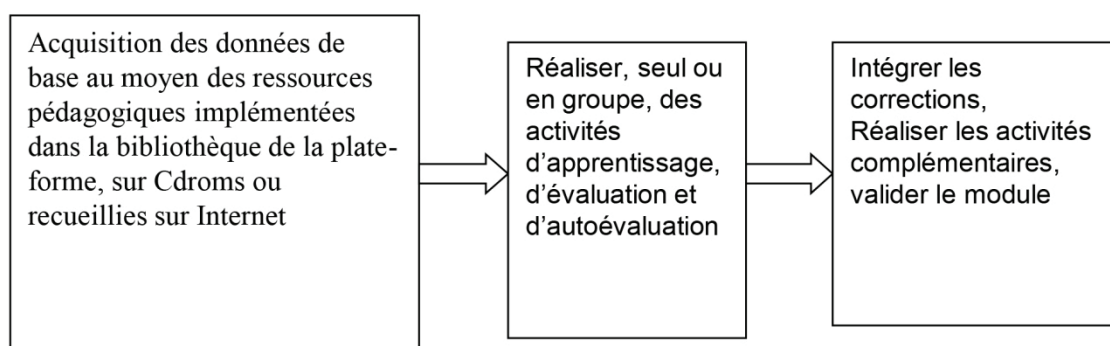 Acquisition des données de
base au moyen des ressources
pédagogiques implémentées
dans la bibliothèque de la plate-
forme, sur Cdroms ou
recueillies sur Internet
Réaliser, seul ou
en groupe, des
activités
d’apprentissage,
d’évaluation et
d’autoévaluation
Intégrer les
corrections,
Réaliser les activités
complémentaires,
valider le module